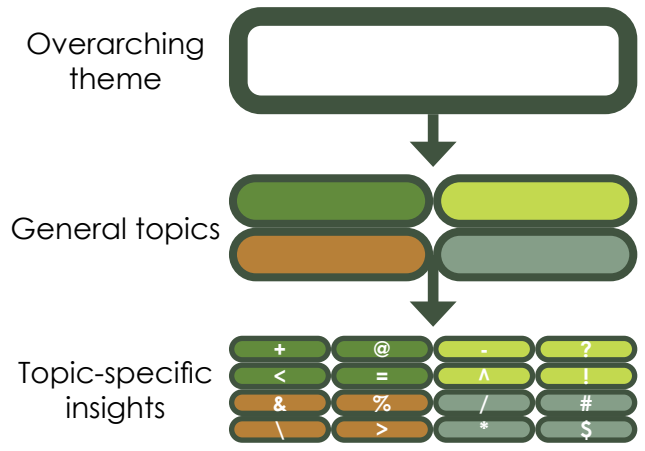 Overarching
theme
General topics
Topic-specific
insights
+ @ - ?
< = ^ !
& % / #
\ > * $